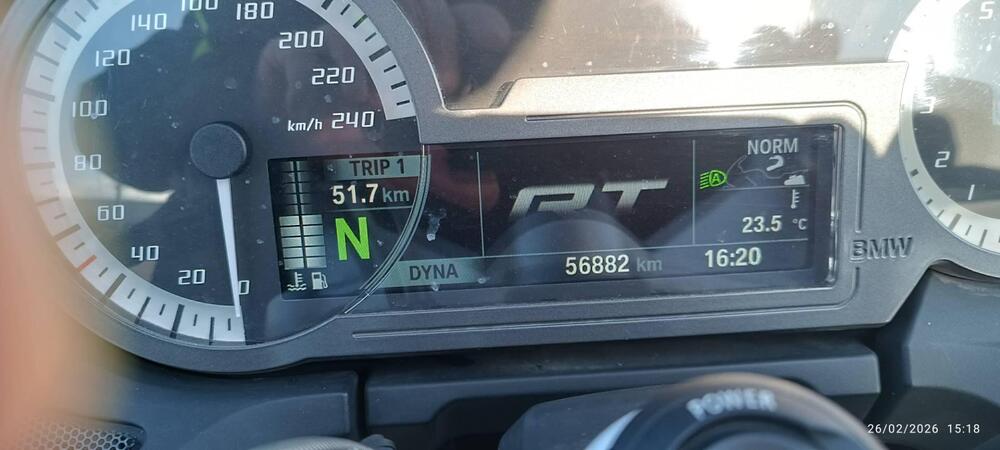 140 160 180
120 200
100 220
80 km/h 240
60
40
20
0
TRIP 1
51.7 km
N
DYNA
RT
56882 km
NORM
A
23.5 °C
16:20
BMW
5
3
2
1
POWER
26/02/2026 15:18